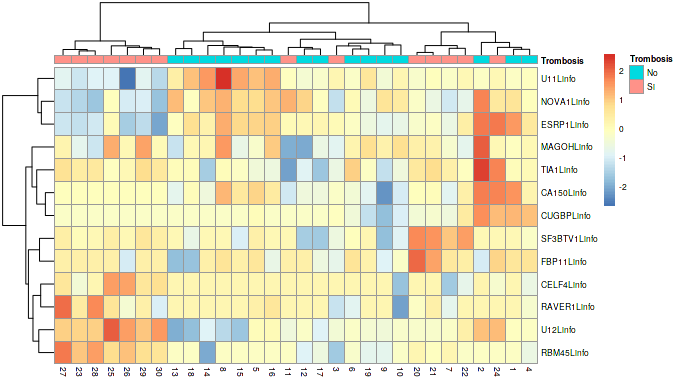 Trombosis
U11Linfo
NOVA1Linfo
ESRP1Linfo
MAGOHLinfo
TIA1Linfo
CA150Linfo
CUGBPLinfo
SF3BTV1Linfo
FBP11Linfo
CELF4Linfo
RAVER1Linfo
U12Linfo
RBM45Linfo
27 23 28 25 26 29 30 13 18 14 8 15 5 16 11 12 17 3 6 19 9 10 20 21 7 22 2 24 1 4
2
1
0
-1
-2
Trombosis
No
SI